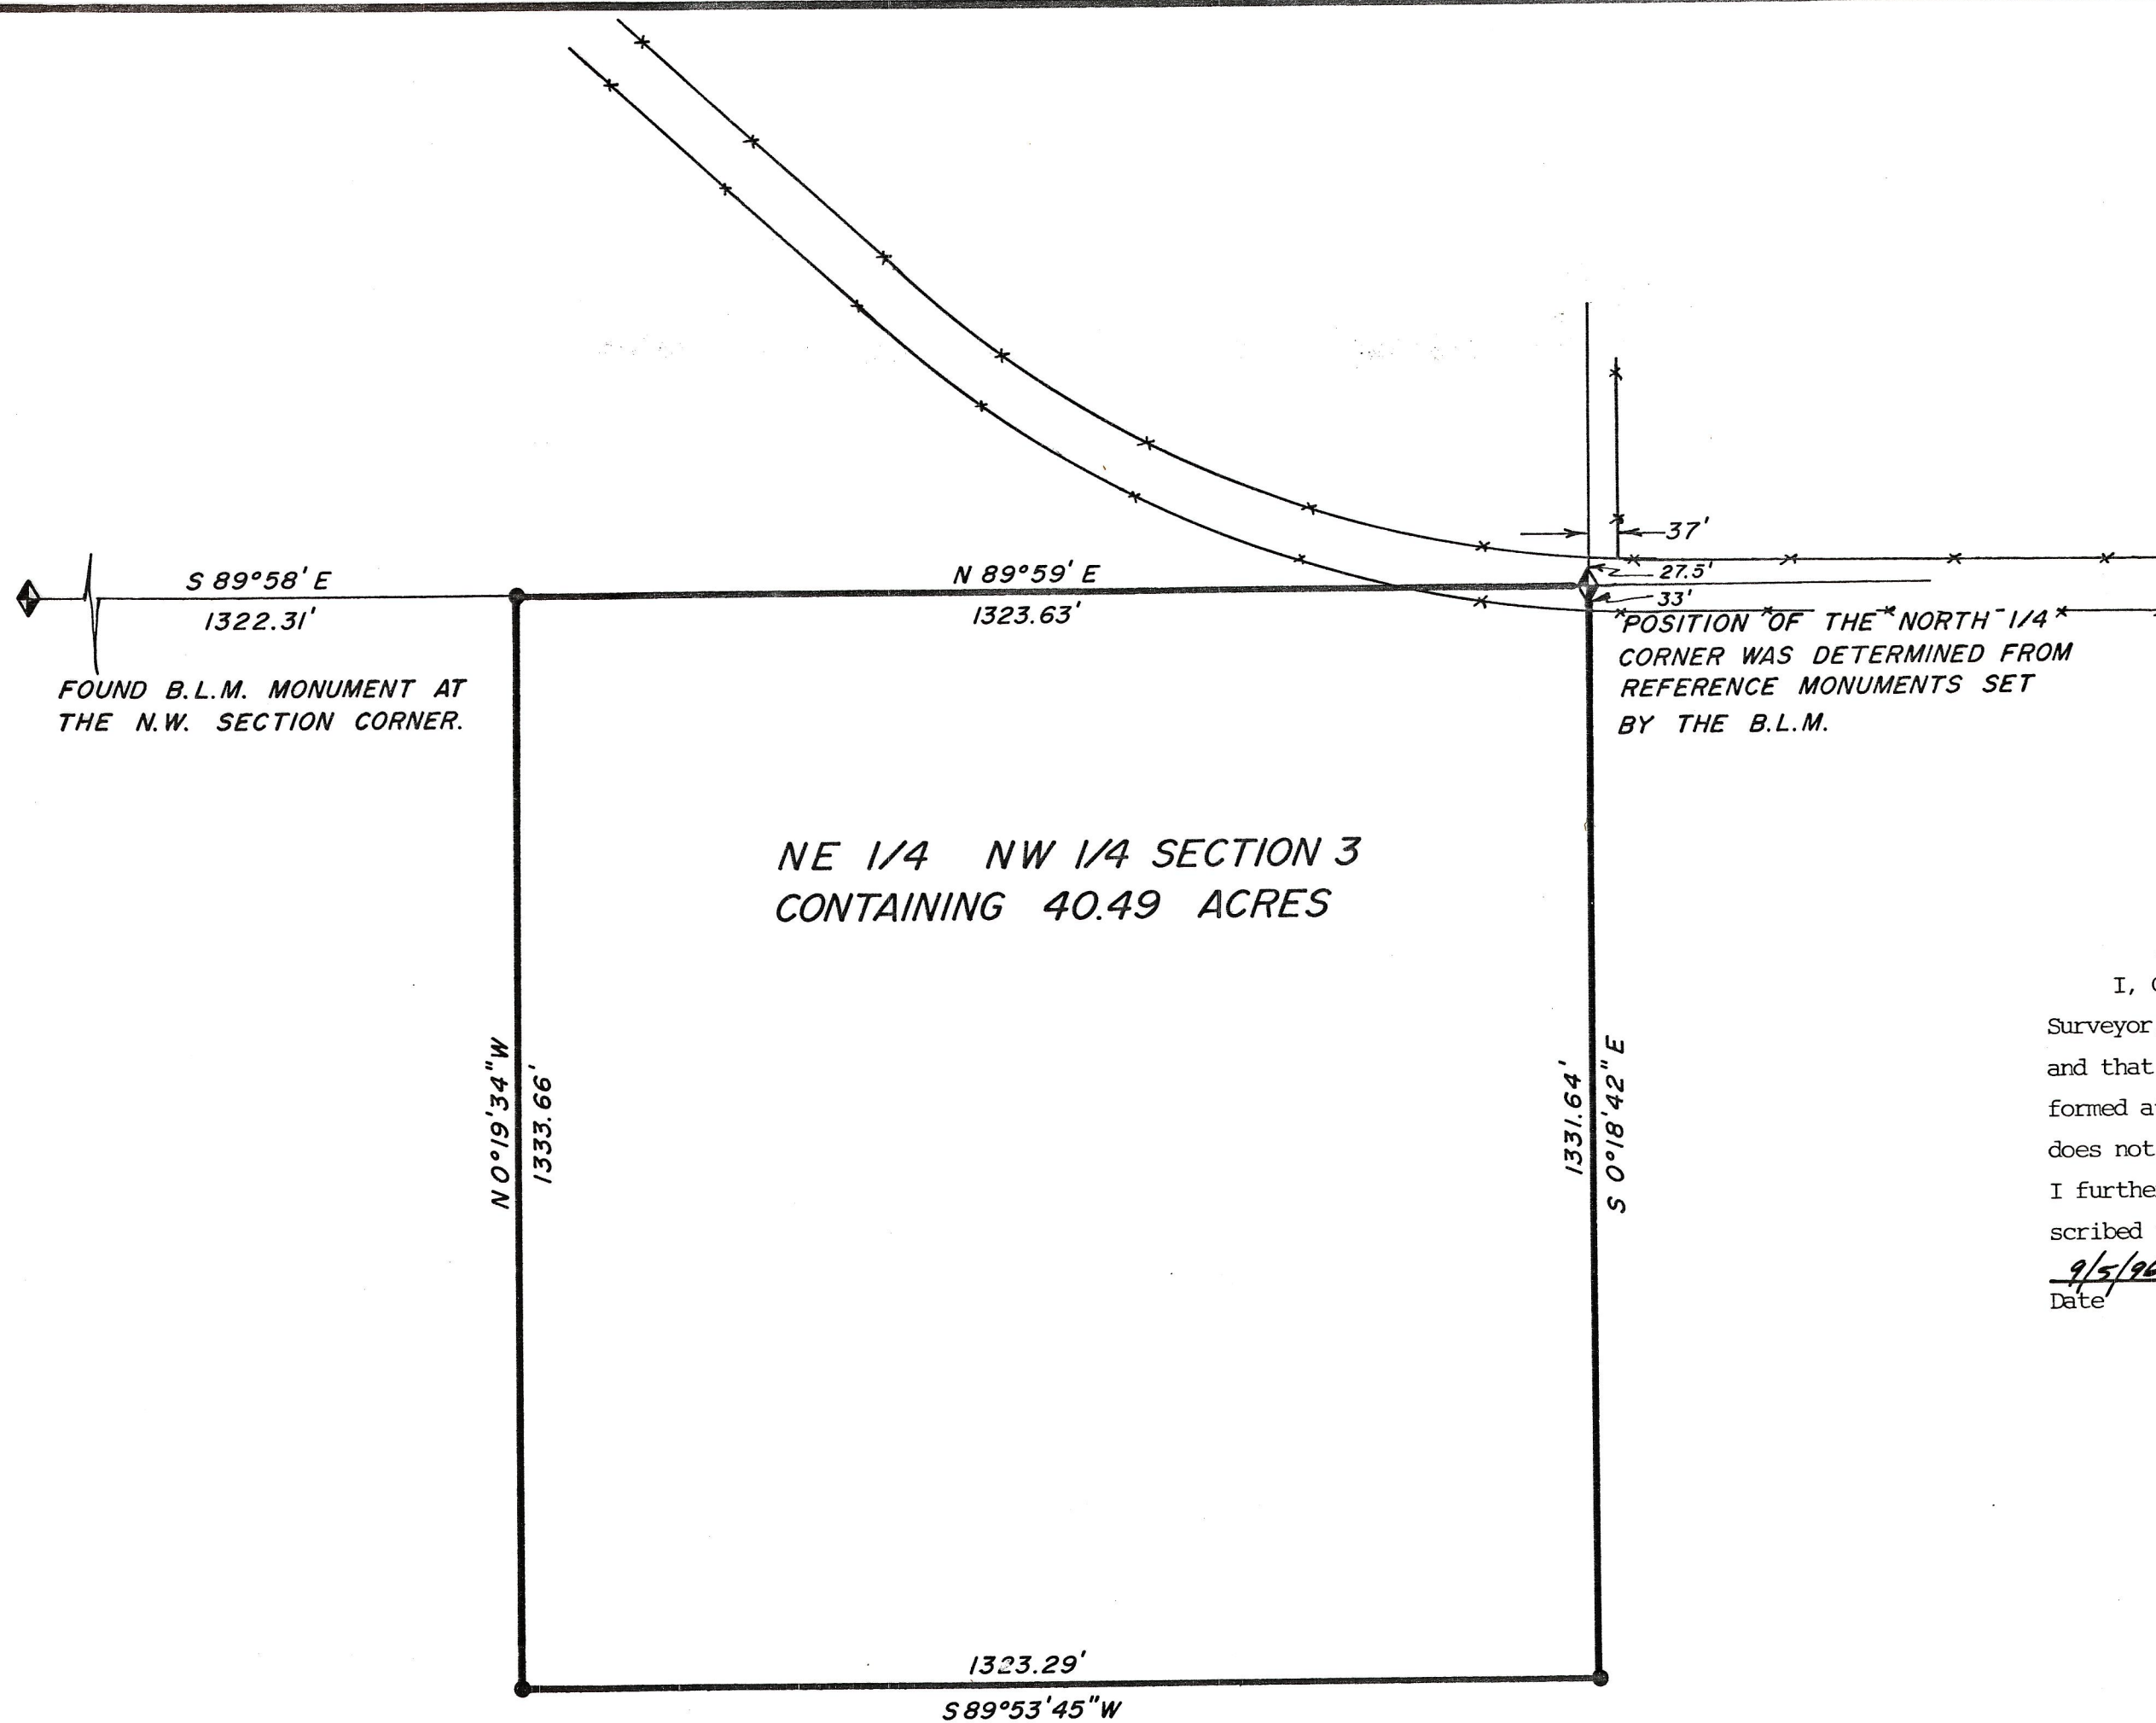 37'
S 89°58' E
N 89°59' E
27.5'
1322.31'
1323.63'
33'
POSITION OF THE NORTH 1/4
CORNER WAS DETERMINED FROM
REFERENCE MONUMENTS SET
BY THE B.L.M.
FOUND B.L.M. MONUMENT AT
THE N.W. SECTION CORNER.
NE 1/4 NW 1/4 SECTION 3
CONTAINING 40.49 ACRES
N 0°19'34"W
1333.66'
1331.64'
S 0°18'42"E
I,
Surveyor
and that
formed
does not
I
scribed
9/5/96
Date
1323.29'
S 89°53'45"W